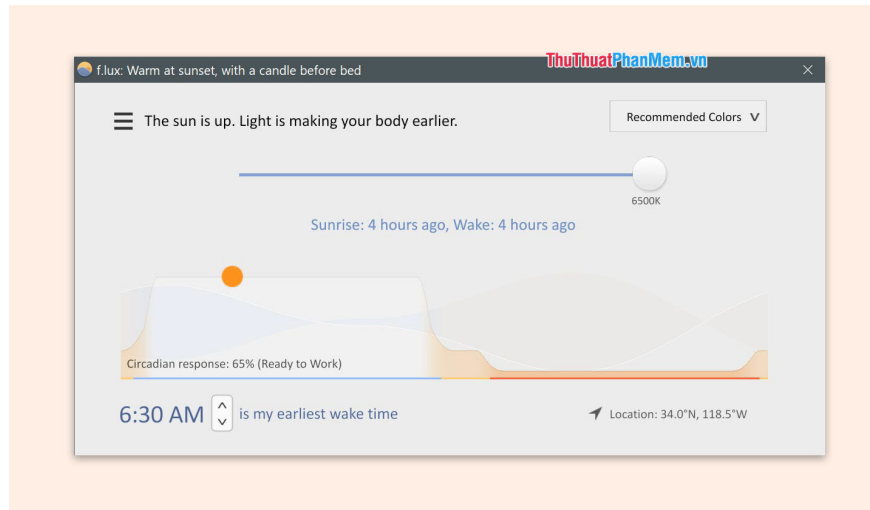 ThuThuatPhanMem.vn
f.lux: Warm at sunset, with a candle before bed
The sun is up. Light is making your body earlier.
Recommended Colors
6500K
Sunrise: 4 hours ago, Wake: 4 hours ago
Circadian response: 65% (Ready to Work)
6:30 AM is my earliest wake time
Location: 34.0°N, 118.5°W